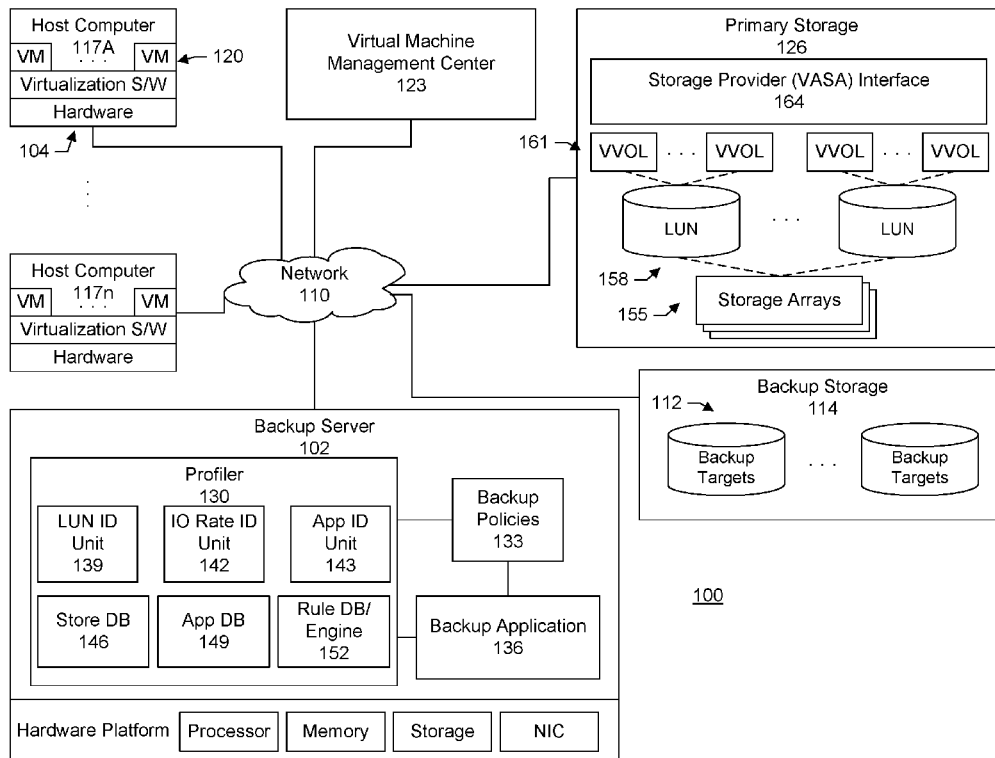 Host Computer
117A
VM
. . .
VM
Virtualization S/W
Hardware
120
104
Virtual Machine
Management Center
123
Primary Storage
126
Storage Provider (VASA) Interface
164
161
VVOL
. . .
VVOL
VVOL
. . .
VVOL
LUN
. . .
LUN
158
155
Storage Arrays
Host Computer
117n
VM
. . .
VM
Virtualization S/W
Hardware
Network
110
Backup Storage
114
112
Backup
Targets
. . .
Backup
Targets
Backup Server
102
Profiler
130
LUN ID
Unit
139
IO Rate ID
Unit
142
App ID
Unit
143
Store DB
146
App DB
149
Rule DB/
Engine
152
Backup
Policies
133
Backup Application
136
100
Hardware Platform
Processor
Memory
Storage
NIC